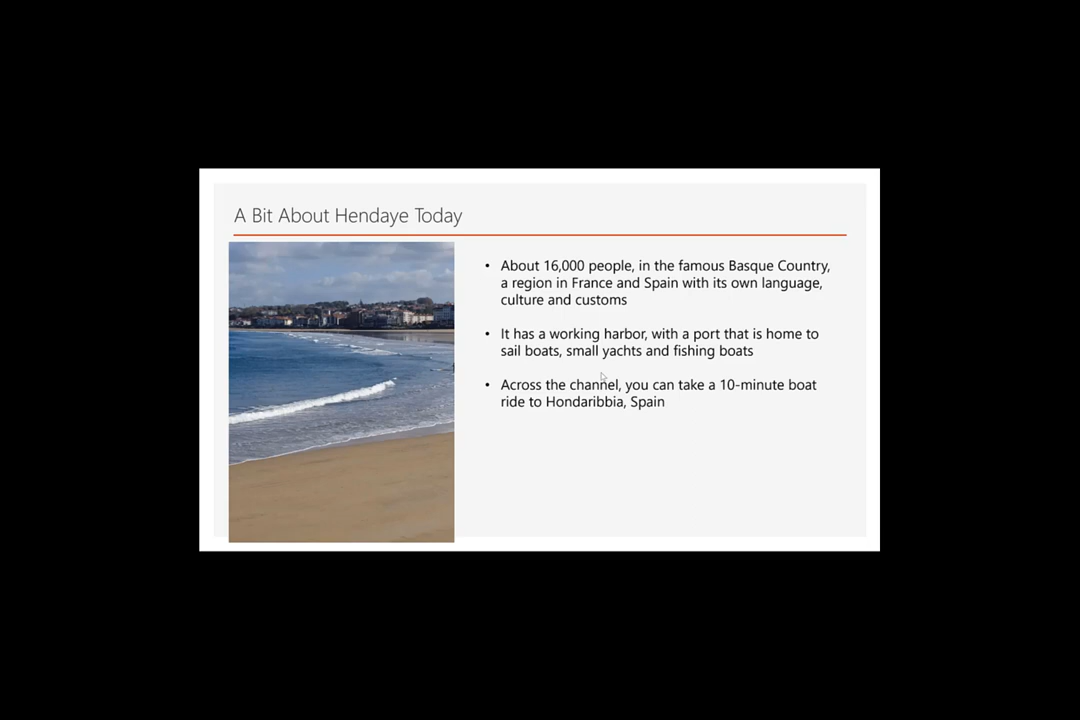 A Bit About Hendaye Today
• About 16,000 people, in the famous Basque Country,
a region in France and Spain with its own language,
culture and customs
• It has a working harbor, with a port that is home to
sail boats, small yachts and fishing boats
• Across the channel, you can take a 10-minute boat
ride to Hondaribbia, Spain